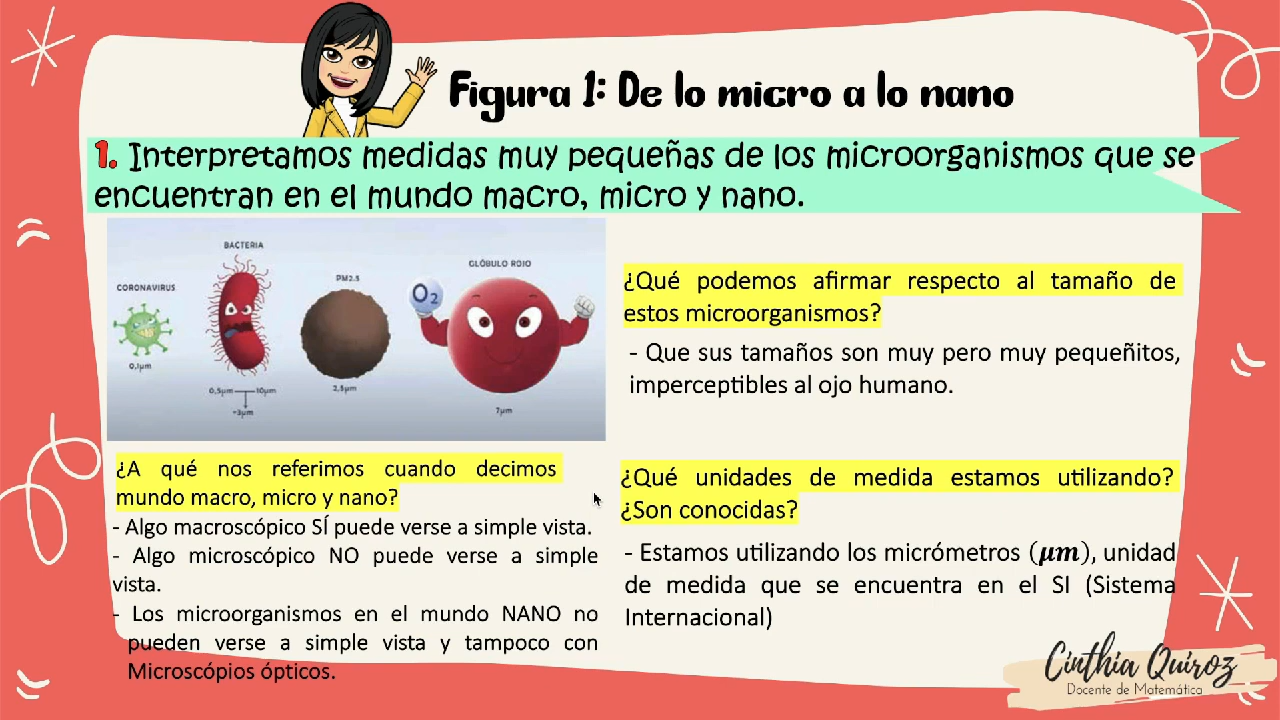 Figura 1: De lo micro a lo nano
1. Interpretamos medidas muy pequeñas de los microorganismos que se
encuentran en el mundo macro, micro y nano.
CORONAVIRUS
0,1µm
BACTERIA
0,5µm 10µm
~3µm
PM2.5
2,5µm
O2
GLÓBULO ROJO
7µm
¿A qué nos referimos cuando decimos
mundo macro, micro y nano?
- Algo macroscópico SÍ puede verse a simple vista.
- Algo microscópico NO puede verse a simple
vista.
- Los microorganismos en el mundo NANO no
pueden verse a simple vista y tampoco con
Microscópios ópticos.
¿Qué podemos afirmar respecto al tamaño de
estos microorganismos?
- Que sus tamaños son muy pero muy pequeñitos,
imperceptibles al ojo humano.
¿Qué unidades de medida estamos utilizando?
¿Son conocidas?
- Estamos utilizando los micrómetros (µm), unidad
de medida que se encuentra en el SI (Sistema
Internacional)
Cinthia Quiroz
Docente de Matemática